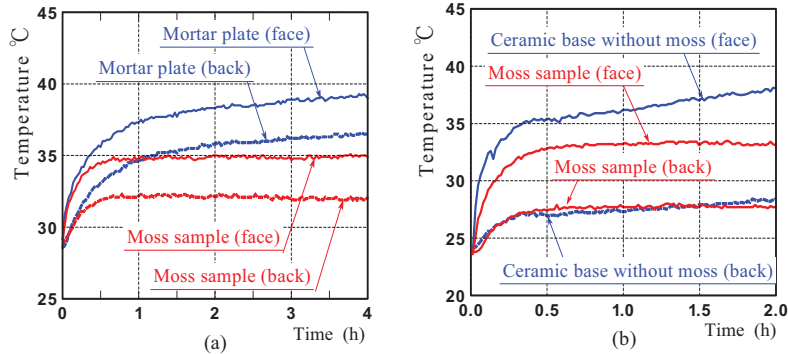 Temperature ℃
45
40
35
30
25
0
1
2
3
4
Time (h)
Mortar plate (face)
Mortar plate (back)
Moss sample (face)
Moss sample (back)
(a)
Temperature ℃
45
40
35
30
25
20
0
0.5
1.0
1.5
2.0
Time (h)
Ceramic base without moss (face)
Moss sample (face)
Moss sample (back)
Ceramic base without moss (back)
(b)